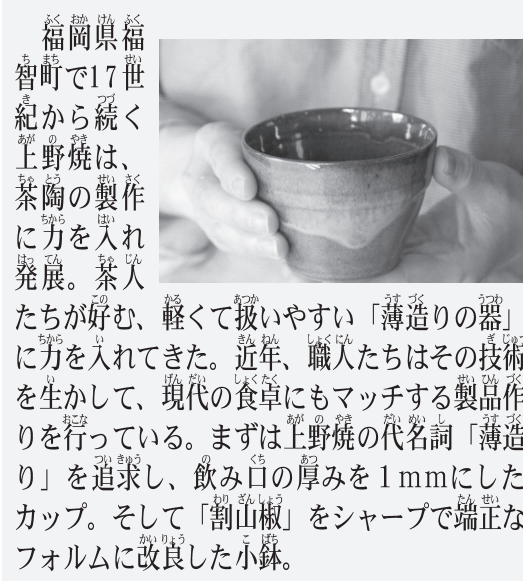 福岡県福
智町で17世
紀から続く
上野焼は、
茶陶の製作
に力を入れ
発展。茶人
たちが好む、軽くて扱いやすい「薄造りの器」
に力を入れてきた。近年、職人たちはその技術
を生かして、現代の食卓にもマッチする製品作
りを行っている。まずは上野焼の代名詞「薄造
り」を追求し、飲み口の厚みを1mmにした
カップ。そして「割山椒」をシャープで端正な
フォルムに改良した小鉢。